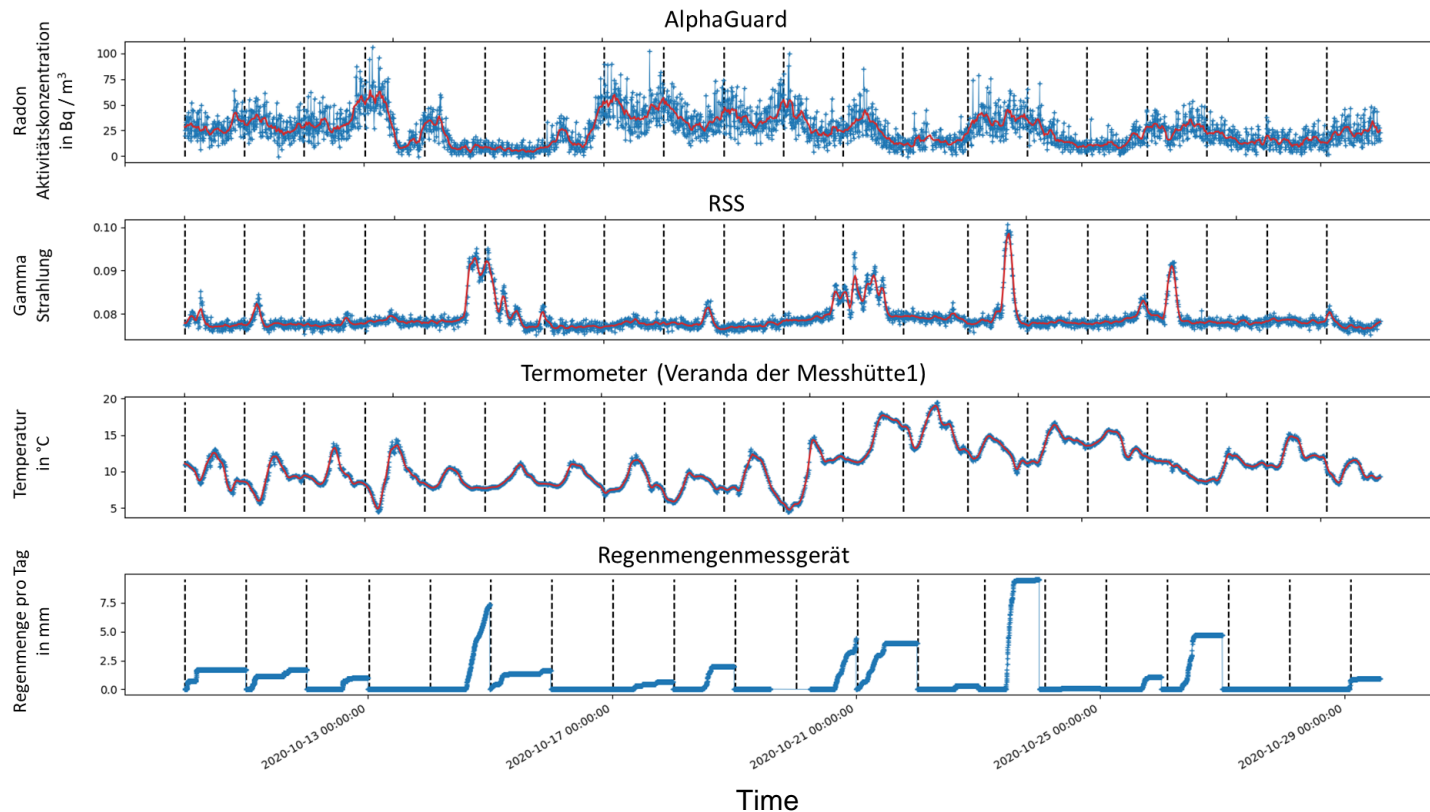 AlphaGuard
Radon
Aktivitätskonzentration
in Bq / m³
100
75
50
25
0
RSS
Gamma
Strahlung
0.10
0.09
0.08
Termometer (Veranda der Messhütte1)
Temperatur
in °C
20
15
10
5
Regenmengenmessgerät
Regenmenge pro Tag
in mm
7.5
5.0
2.5
0.0
2020-10-13 00:00:00
2020-10-17 00:00:00
2020-10-21 00:00:00
2020-10-25 00:00:00
2020-10-29 00:00:00
Time